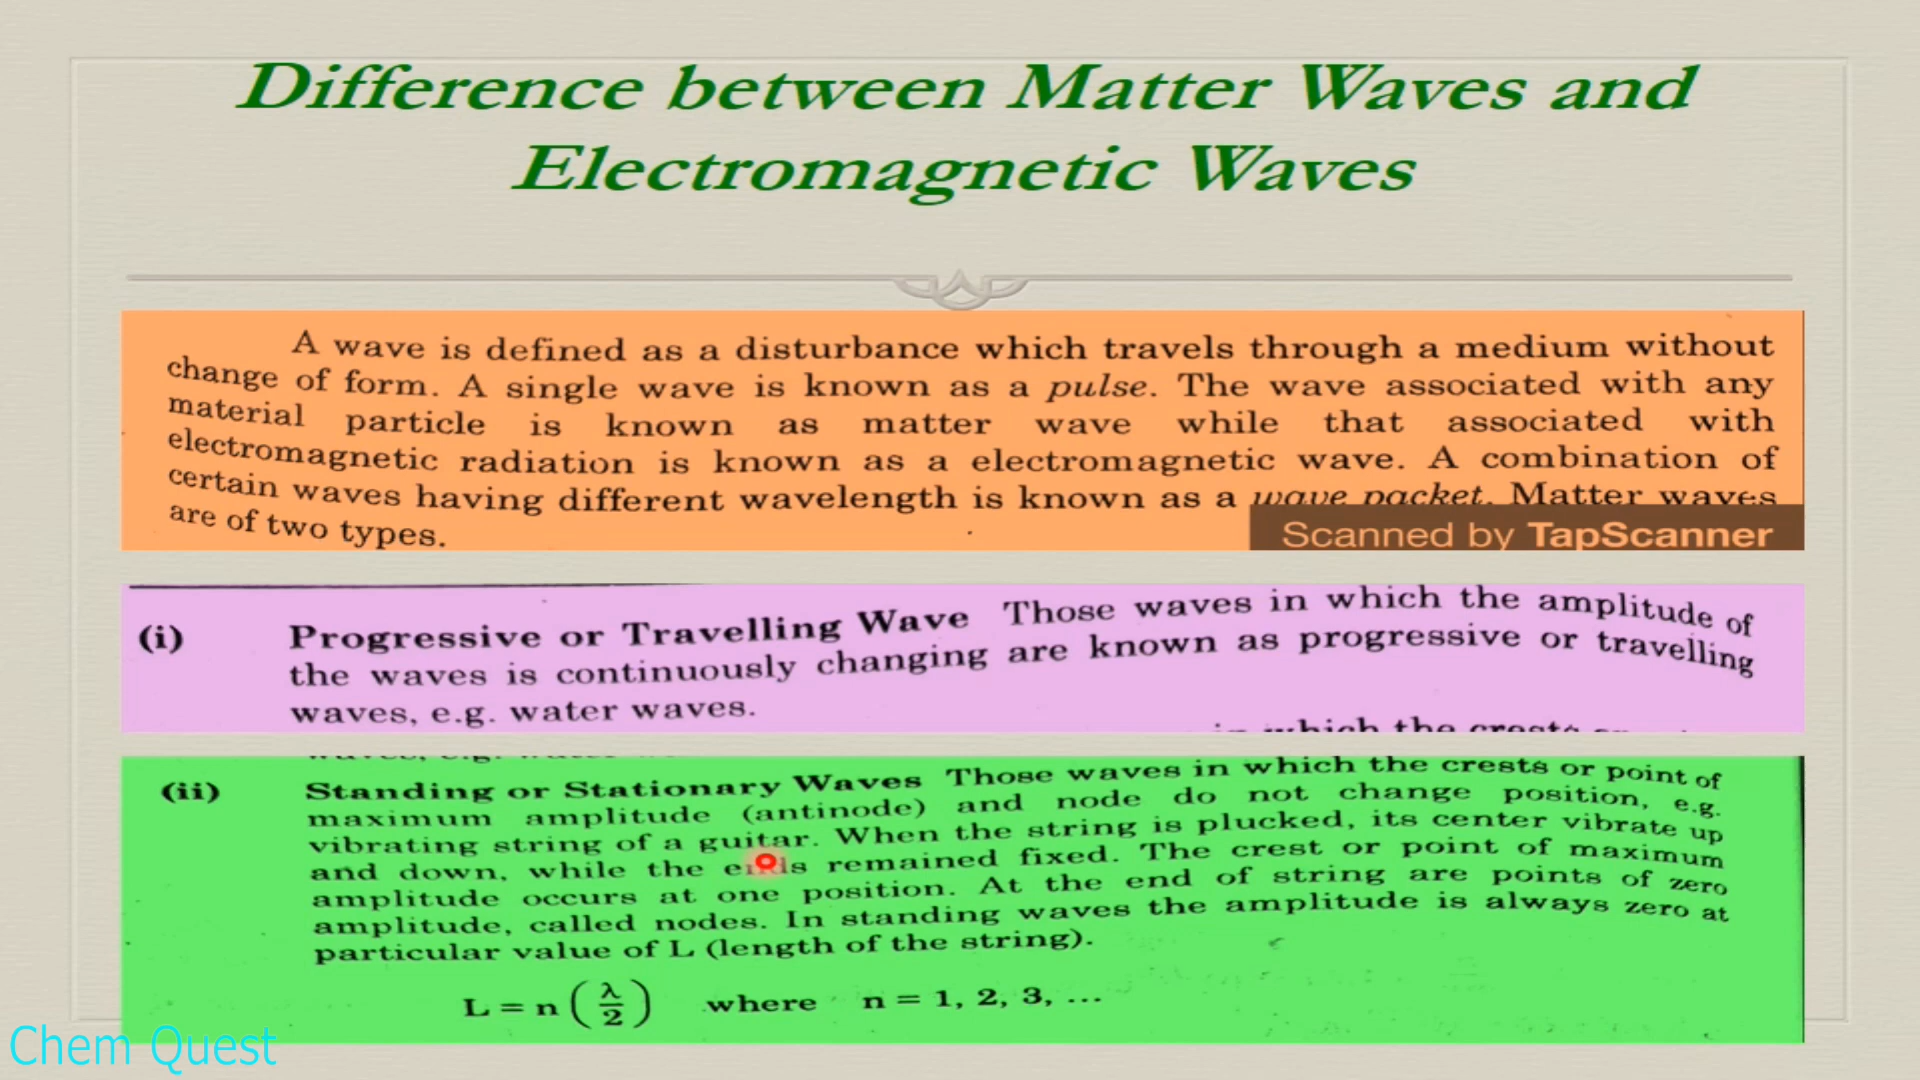 Difference between Matter Waves and
Electromagnetic Waves
A wave is defined as a disturbance which travels through a medium without
change of form. A single wave is known as a pulse. The wave associated with any
material particle is known as matter wave while that associated with
electromagnetic radiation is known as a electromagnetic wave. A combination of
certain waves having different wavelength is known as a wave packet. Matter waves
are of two types.
Scanned by TapScanner
(i) Progressive or Travelling Wave Those waves in which the amplitude of
the waves is continuously changing are known as progressive or travelling
waves, e.g. water waves.
in which the crests
(ii) Standing or Stationary Waves Those waves in which the crests or point of
maximum amplitude (antinode) and node do not change position, e.g.
vibrating string of a guitar. When the string is plucked, its center vibrate up
and down, while the ends remained fixed. The crest or point of maximum
amplitude occurs at one position. At the end of string are points of zero
amplitude, called nodes. In standing waves the amplitude is always zero at
particular value of L (length of the string).
L = n (λ/2) where n = 1, 2, 3, ...
Chem Quest